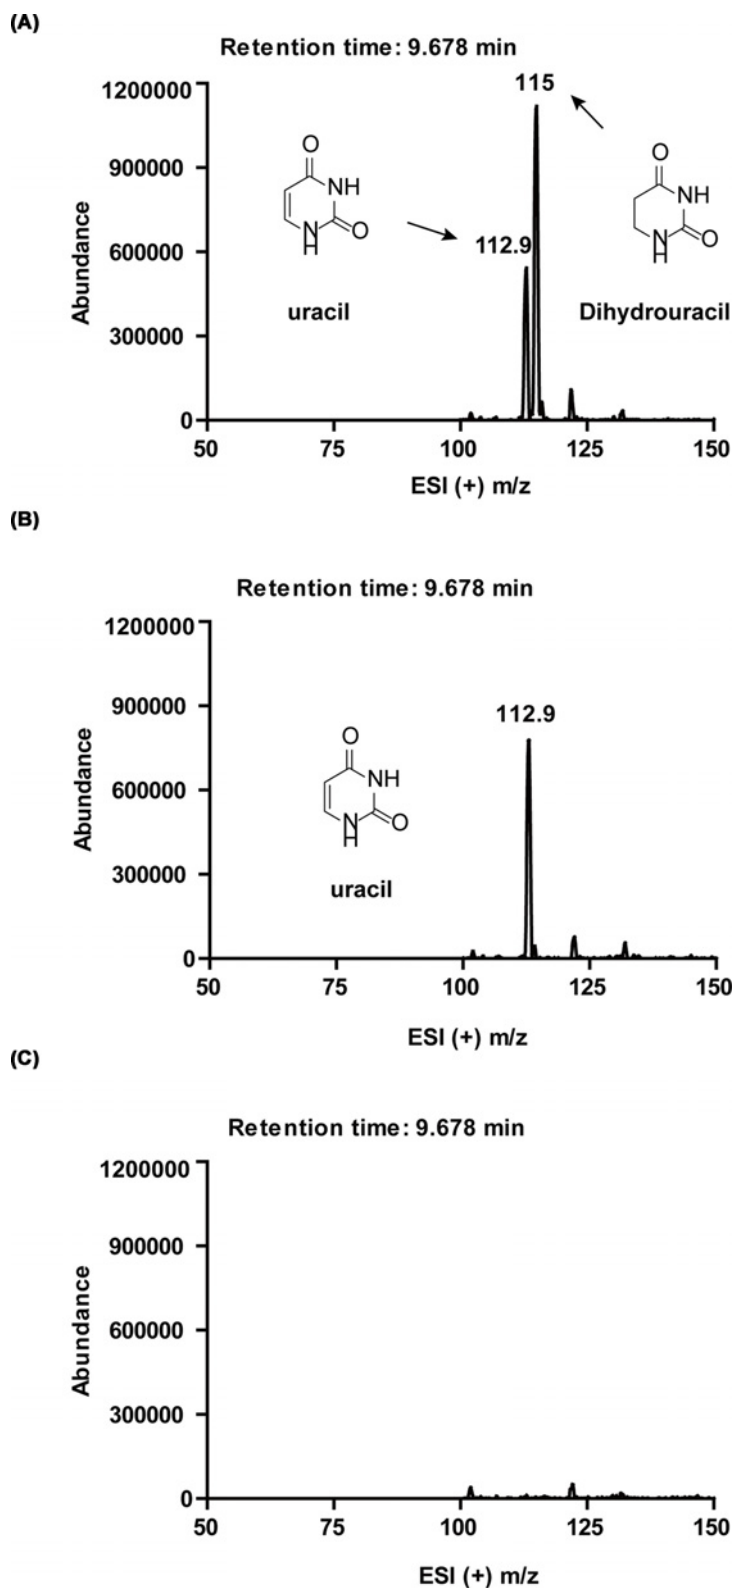 (A)
Retention time: 9.678 min
1200000
115
900000
O
NH
N
H
O
O
NH
N
H
O
Abundance
600000
112.9
uracil
Dihydrouracil
300000
0
50 75 100 125 150
ESI (+) m/z
(B)
Retention time: 9.678 min
1200000
900000
112.9
O
NH
N
H
O
Abundance
600000
300000
uracil
0
50 75 100 125 150
ESI (+) m/z
(C)
Retention time: 9.678 min
1200000
900000
Abundance
600000
300000
0
50 75 100 125 150
ESI (+) m/z